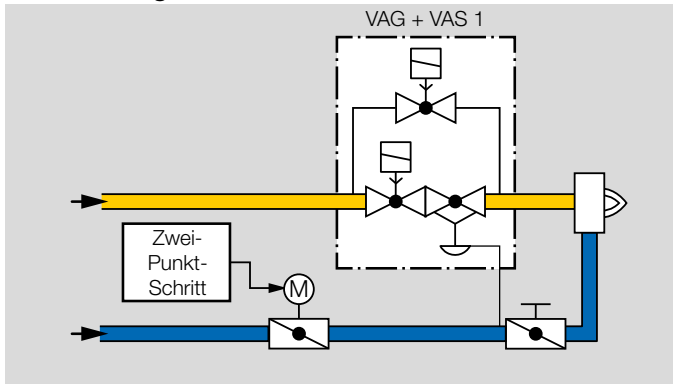 VAG + VAS 1
Zwei-
Punkt-
Schritt
M